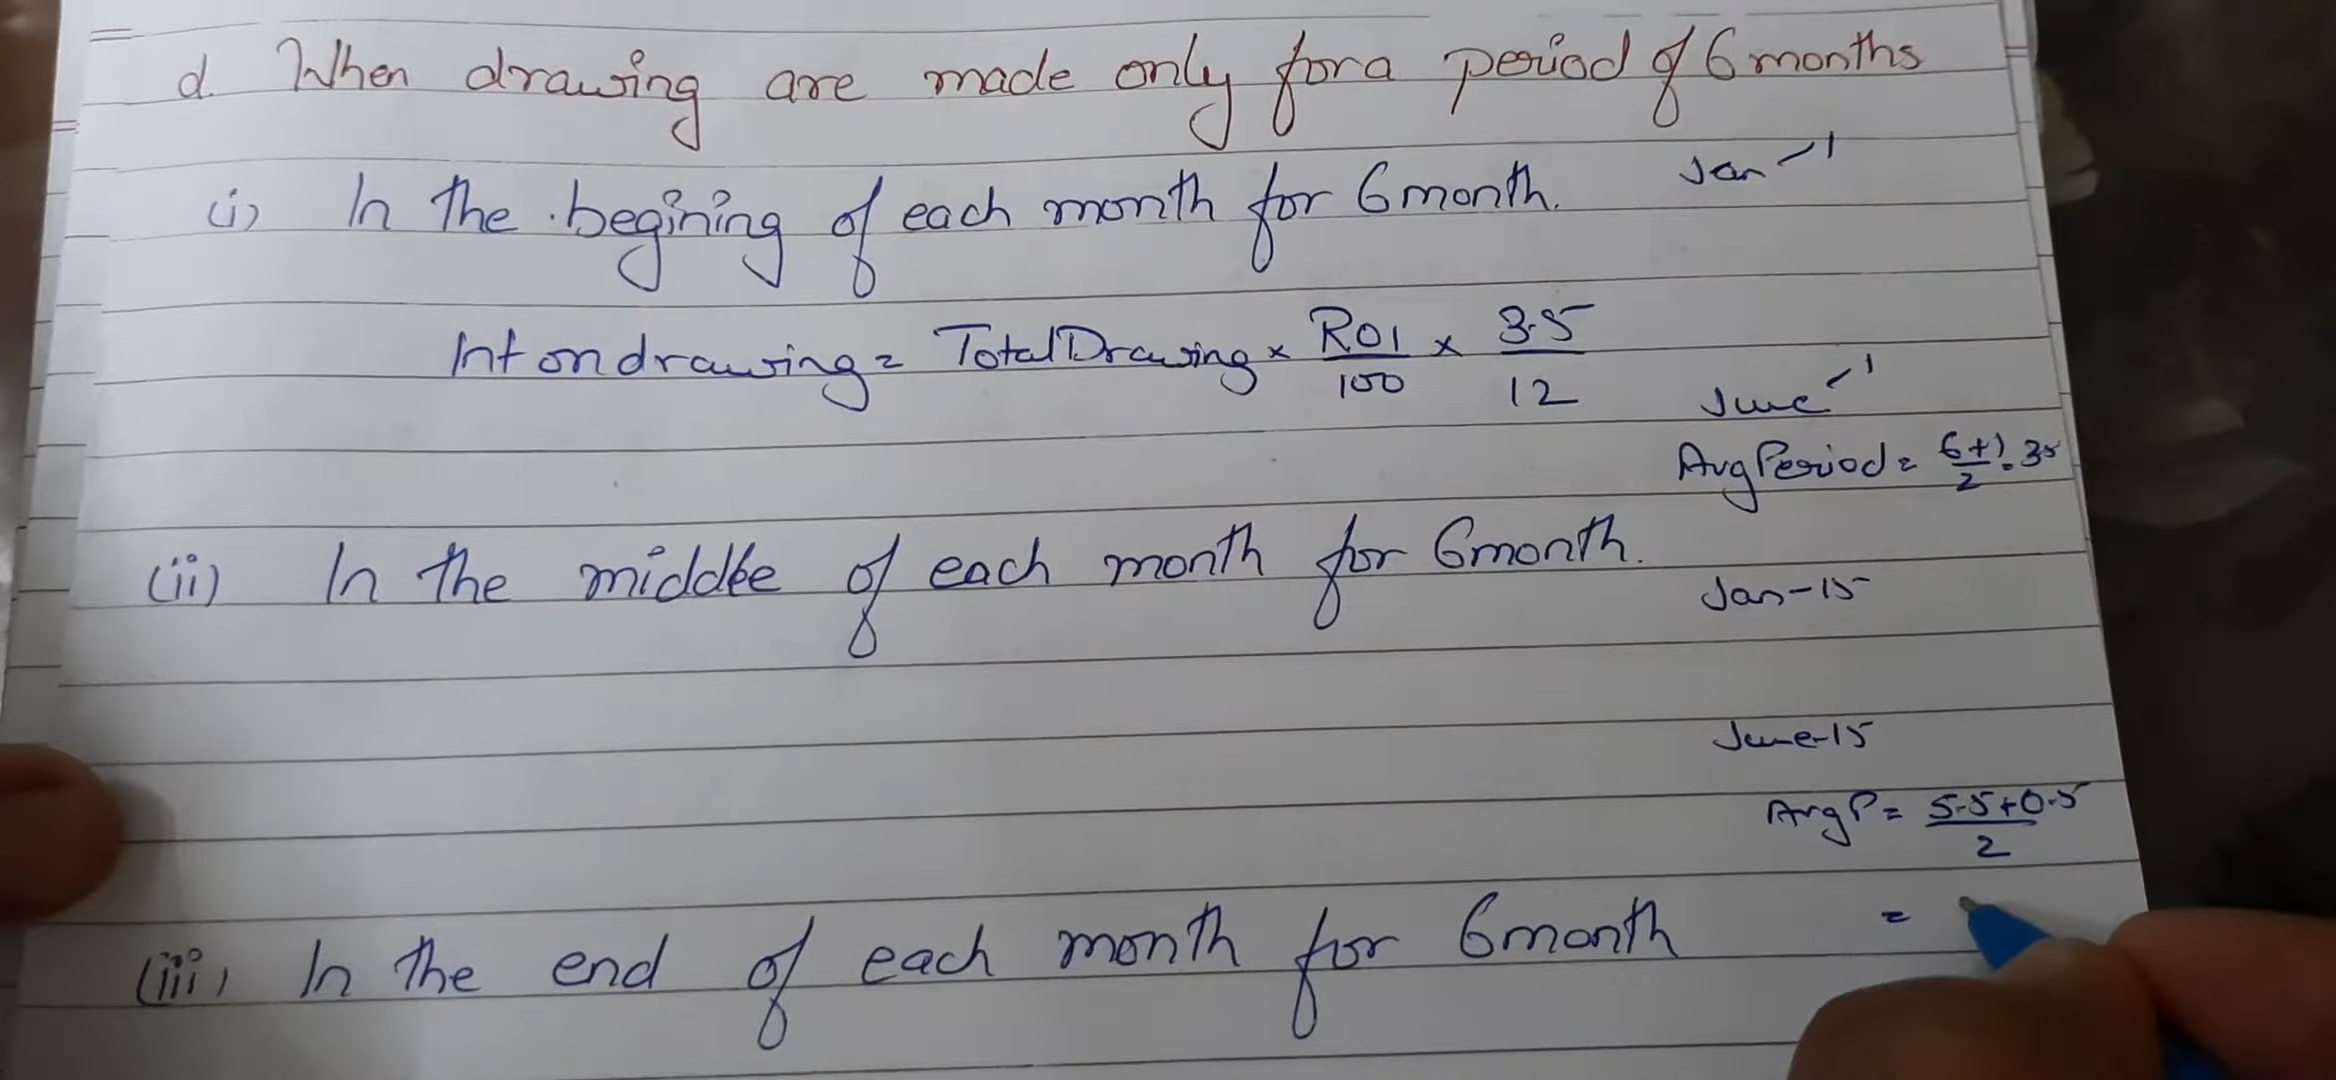 d. When drawing are made only for a period of 6 months
(i) In the begining of each month for 6 month.
Jan - 1
Int on drawing = Total Drawing × ROI/100 × 3.5/12
June - 1
Avg Period = 6+1/2 = 3.5
(ii) In the middle of each month for 6 month.
Jan - 15
June - 15
Avg P = 5.5+0.5/2
=
(iii) In the end of each month for 6 month